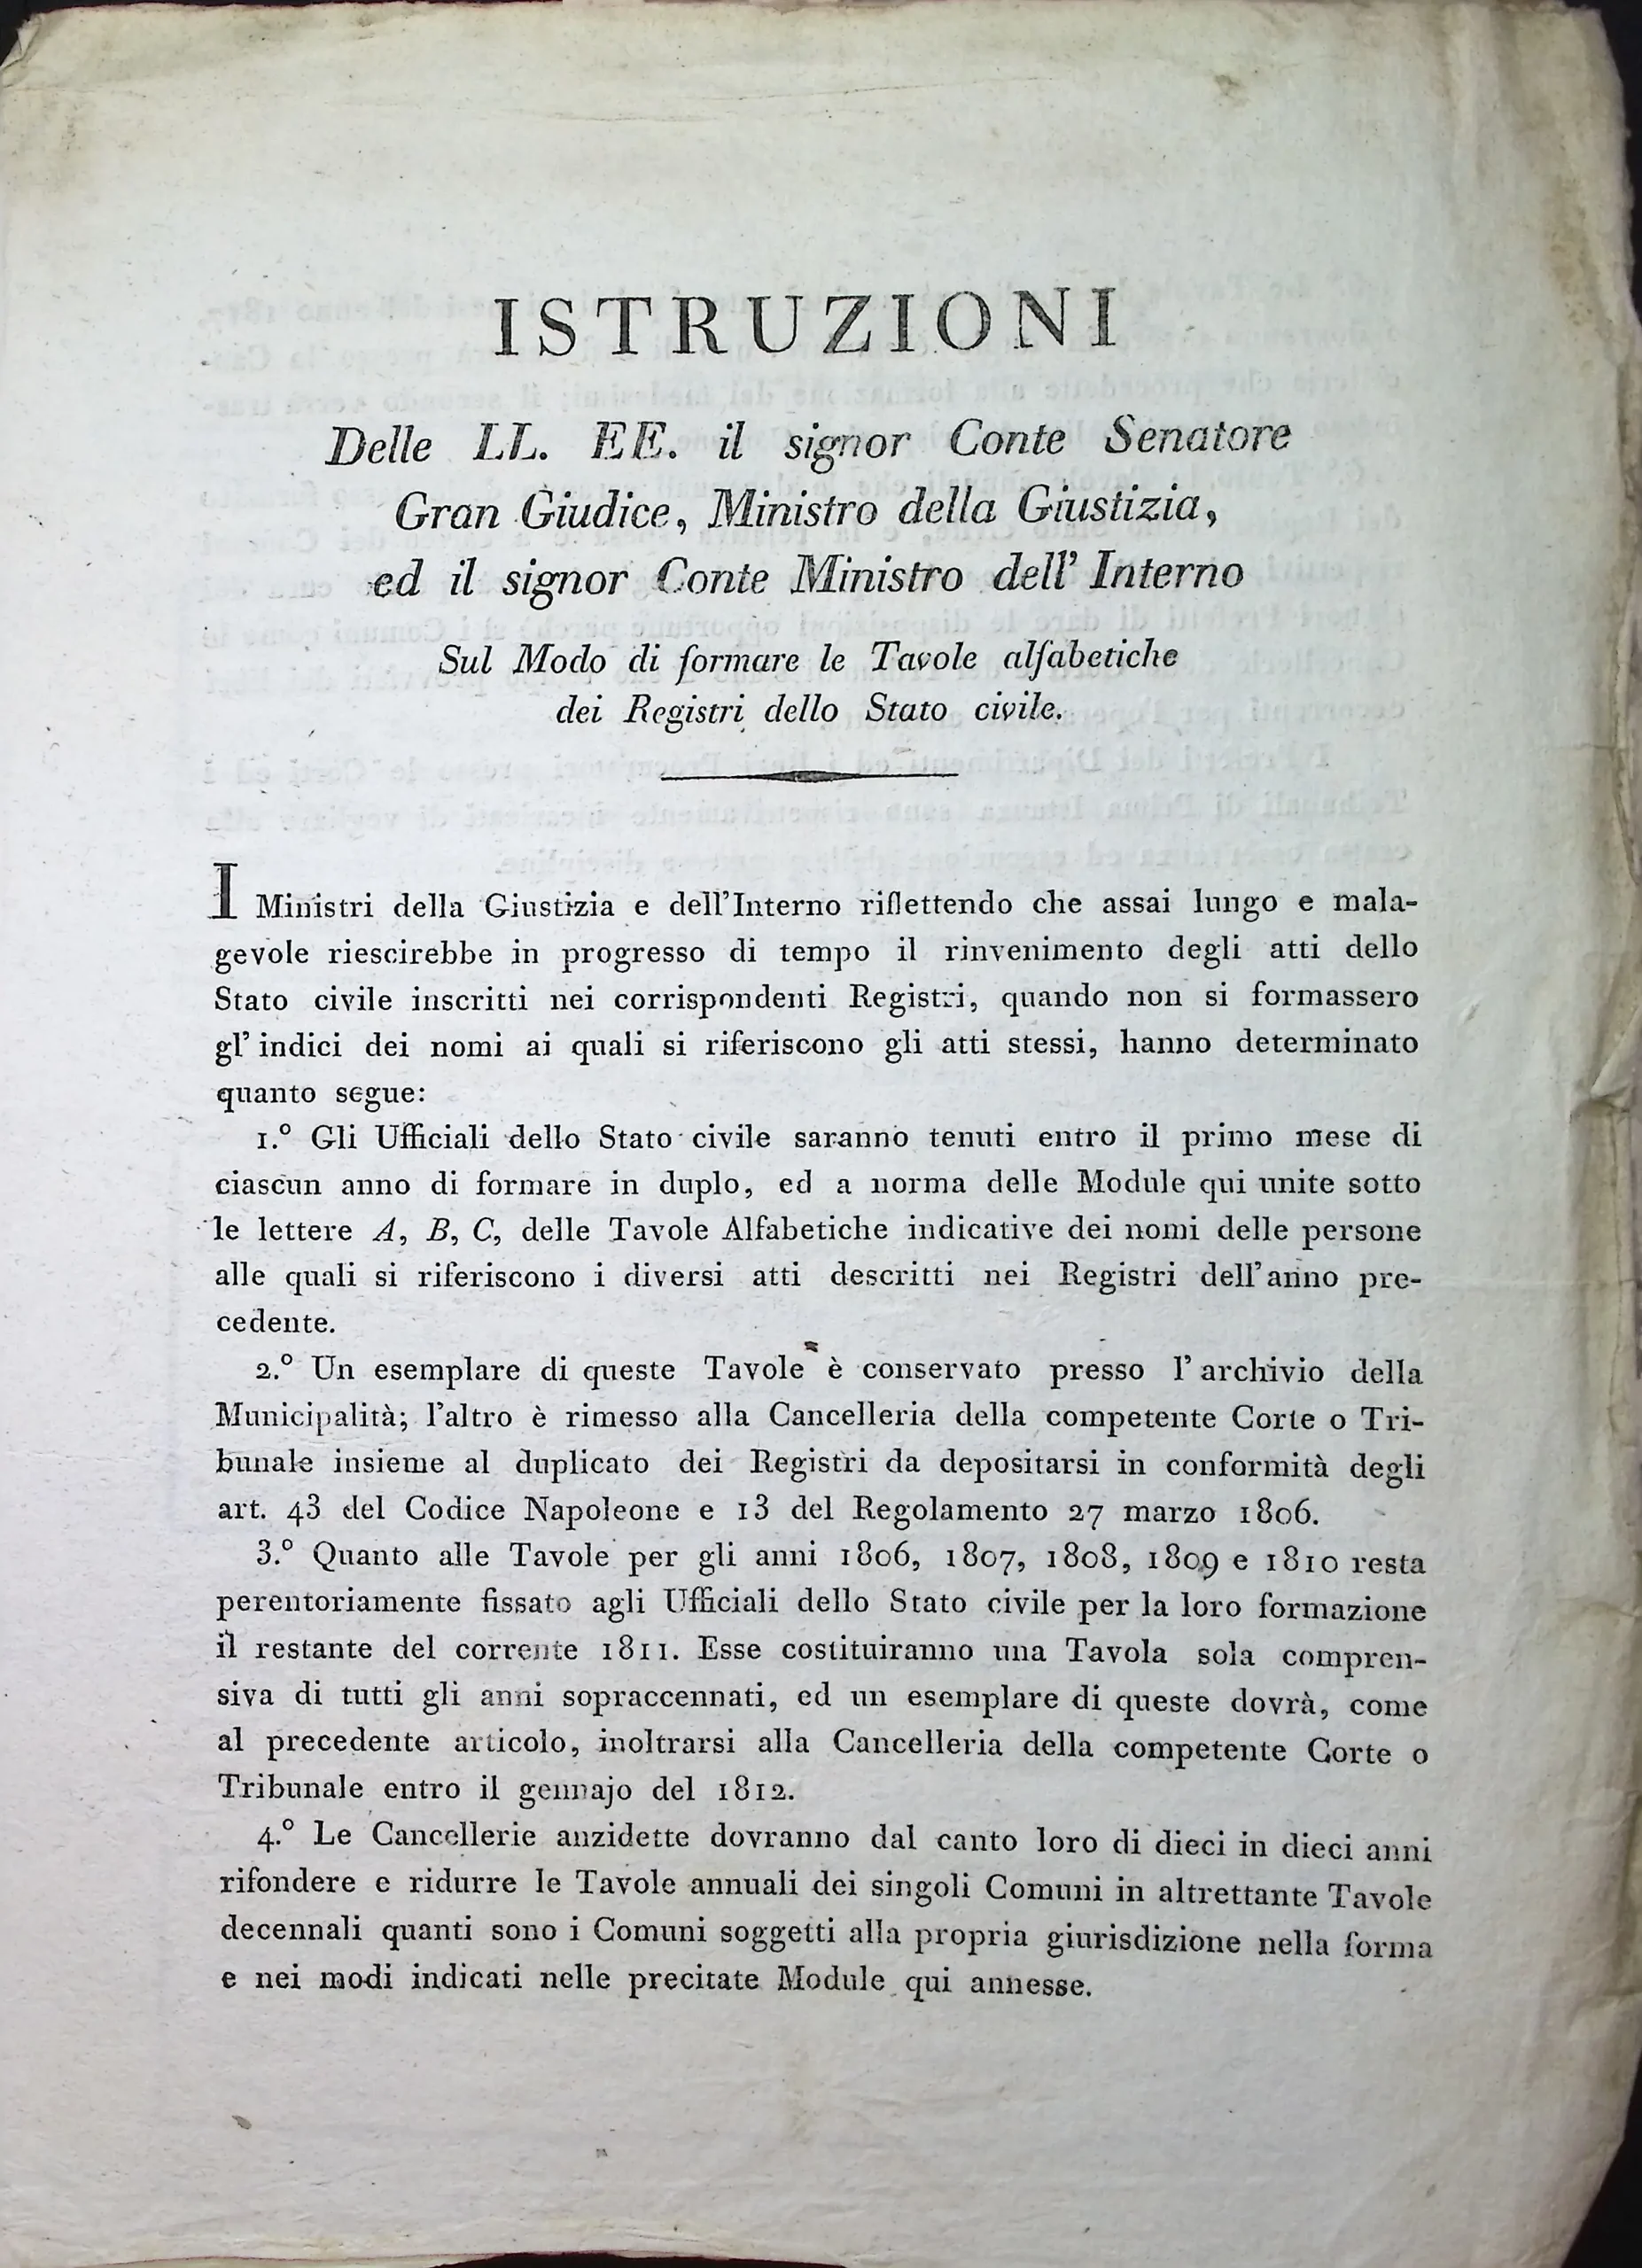 ISTRUZIONI
Delle LL. EE. il signor Conte Senatore
Gran Giudice, Ministro della Giustizia,
ed il signor Conte Ministro dell' Interno
Sul Modo di formare le Tavole alfabetiche
dei Registri dello Stato civile.
I Ministri della Giustizia e dell'Interno riflettendo che assai lungo e mala-
gevole riescirebbe in progresso di tempo il rinvenimento degli atti dello
Stato civile inscritti nei corrispondenti Registri, quando non si formassero
gl' indici dei nomi ai quali si riferiscono gli atti stessi, hanno determinato
quanto segue:
1.º Gli Ufficiali dello Stato civile saranno tenuti entro il primo mese di
ciascun anno di formare in duplo, ed a norma delle Module qui unite sotto
le lettere A, B, C, delle Tavole Alfabetiche indicative dei nomi delle persone
alle quali si riferiscono i diversi atti descritti nei Registri dell'anno pre-
cedente.
2.º Un esemplare di queste Tavole è conservato presso l' archivio della
Municipalità; l'altro è rimesso alla Cancelleria della competente Corte o Tri-
bunale insieme al duplicato dei Registri da depositarsi in conformità degli
art. 43 del Codice Napoleone e 13 del Regolamento 27 marzo 1806.
3.º Quanto alle Tavole per gli anni 1806, 1807, 1808, 1809 e 1810 resta
perentoriamente fissato agli Ufficiali dello Stato civile per la loro formazione
il restante del corrente 1811. Esse costituiranno una Tavola sola compren-
siva di tutti gli anni sopraccennati, ed un esemplare di queste dovrà, come
al precedente articolo, inoltrarsi alla Cancelleria della competente Corte o
Tribunale entro il gennajo del 1812.
4.º Le Cancellerie anzidette dovranno dal canto loro di dieci in dieci anni
rifondere e ridurre le Tavole annuali dei singoli Comuni in altrettante Tavole
decennali quanti sono i Comuni soggetti alla propria giurisdizione nella forma
e nei modi indicati nelle precitate Module qui annesse.